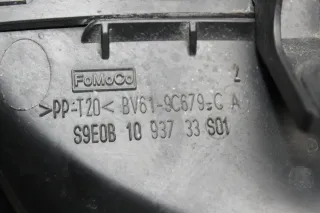 FoMoCo 2
>PP-T20< BV61-9C679-C A
S9E0B 10 937 33 S01